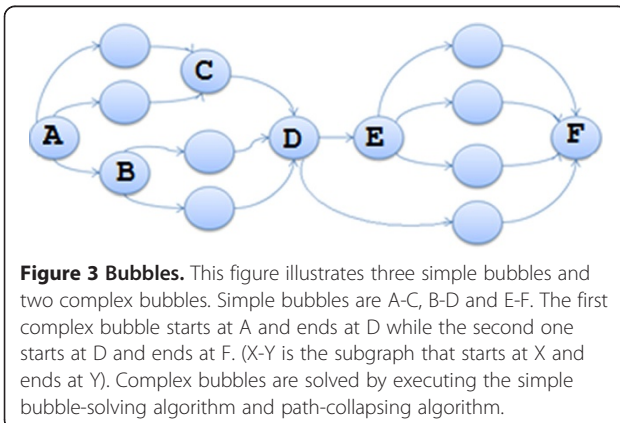 C
A
B
D
E
F
Figure 3 Bubbles. This figure illustrates three simple bubbles and
two complex bubbles. Simple bubbles are A-C, B-D and E-F. The first
complex bubble starts at A and ends at D while the second one
starts at D and ends at F. (X-Y is the subgraph that starts at X and
ends at Y). Complex bubbles are solved by executing the simple
bubble-solving algorithm and path-collapsing algorithm.